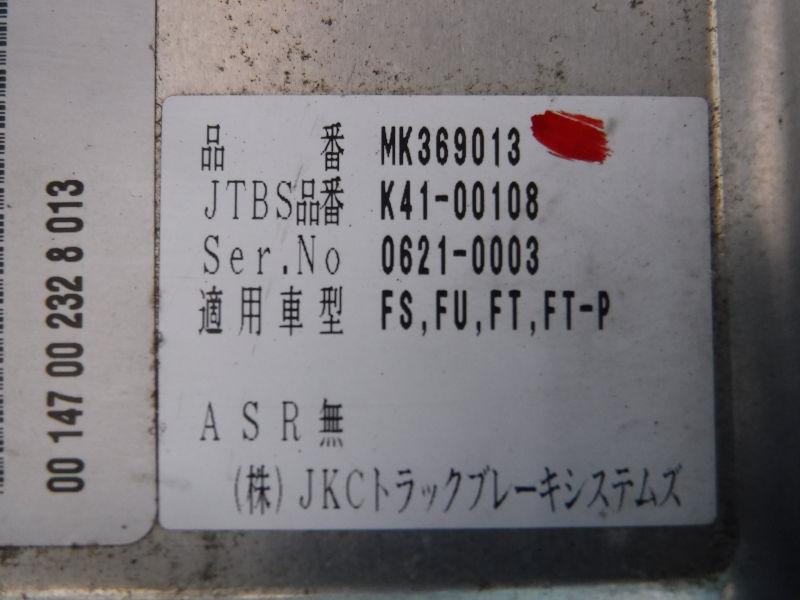 品 番 MK369013
JTBS品番 K41-00108
Ser.No 0621-0003
適用車型 FS,FU,FT,FT-P
ASR無
(株)JKCトラックブレーキシステムズ
00 147 00 232 8 013